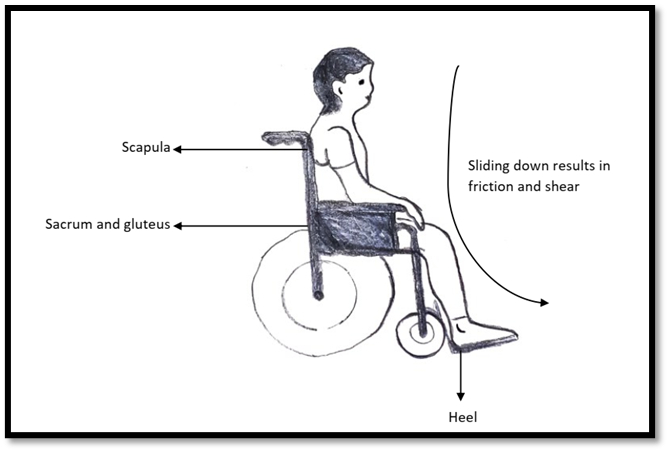 Scapula
Sliding down results in
friction and shear
Sacrum and gluteus
Heel